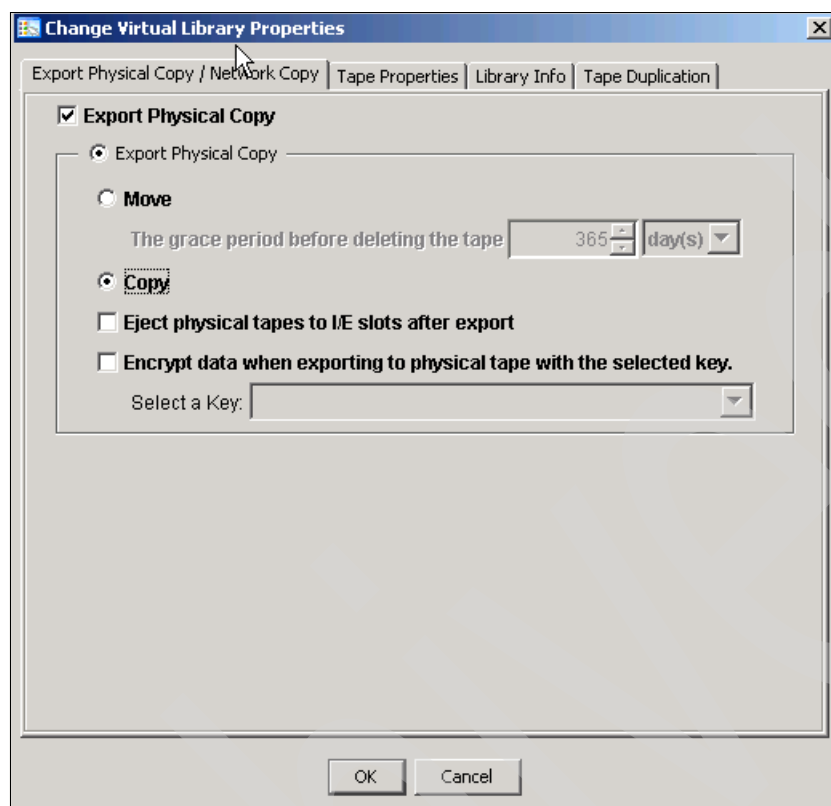 Change Virtual Library Properties
Export Physical Copy / Network Copy Tape Properties Library Info Tape Duplication
Export Physical Copy
Export Physical Copy
Move
The grace period before deleting the tape 365 day(s)
Copy
Eject physical tapes to I/E slots after export
Encrypt data when exporting to physical tape with the selected key.
Select a Key:
OK Cancel